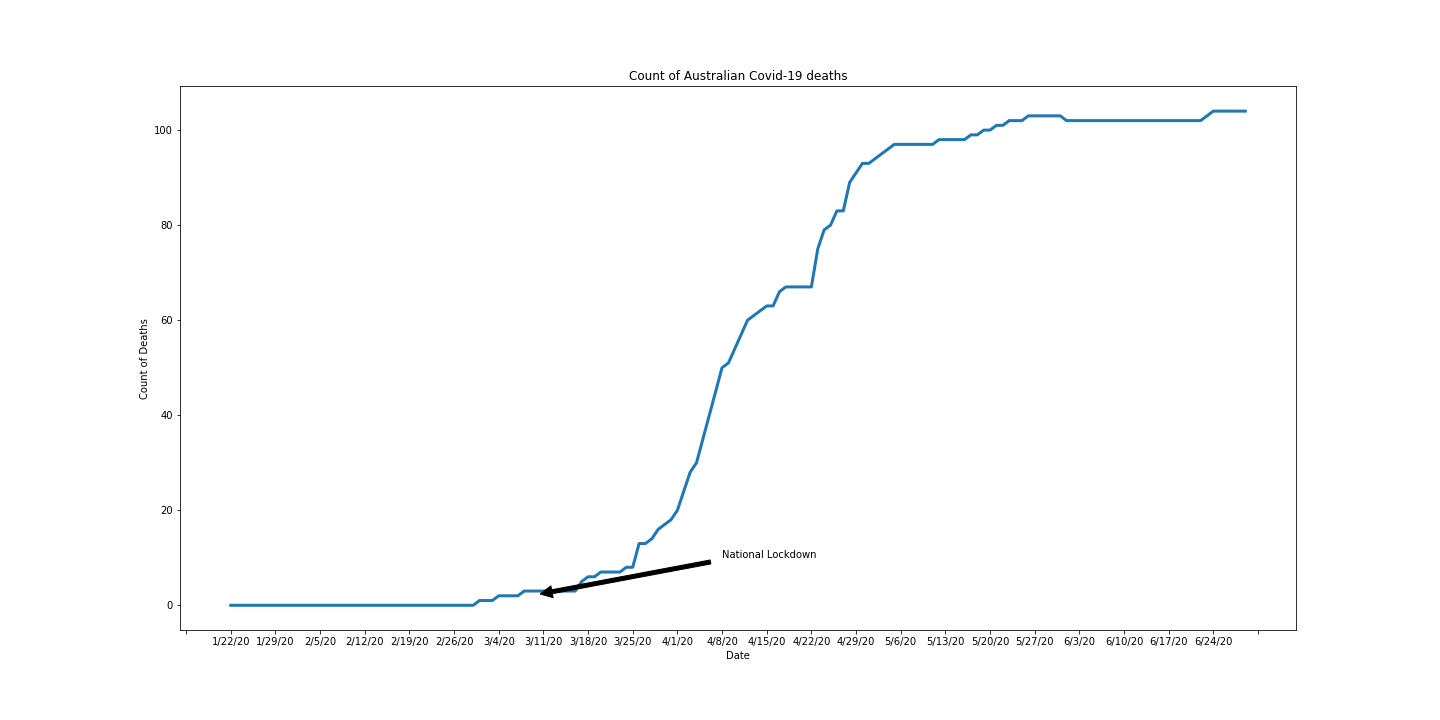 Count of Australian Covid-19 deaths
100
80
60
40
20
0
Count of Deaths
National Lockdown
1/22/20 1/29/20 2/5/20 2/12/20 2/19/20 2/26/20 3/4/20 3/11/20 3/18/20 3/25/20 4/1/20 4/8/20 4/15/20 4/22/20 4/29/20 5/6/20 5/13/20 5/20/20 5/27/20 6/3/20 6/10/20 6/17/20 6/24/20
Date